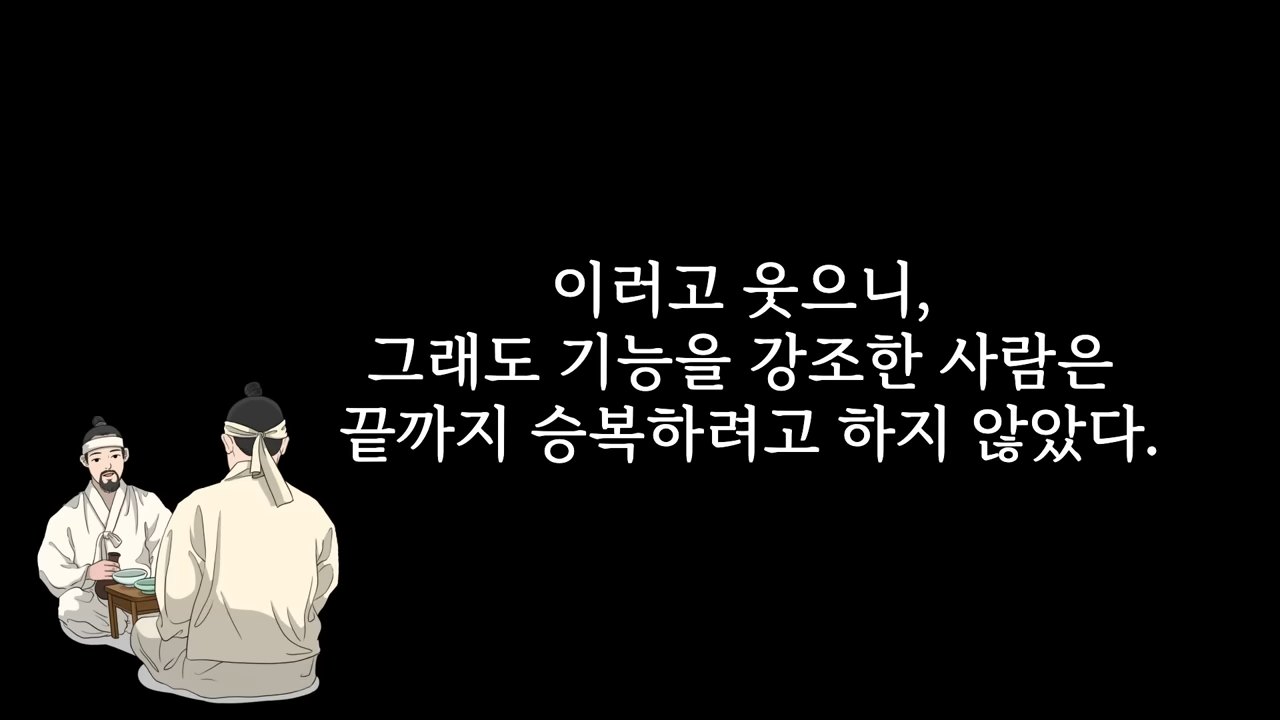 이러고 웃으니,
그래도 기능을 강조한 사람은
끝까지 승복하려고 하지 않았다.